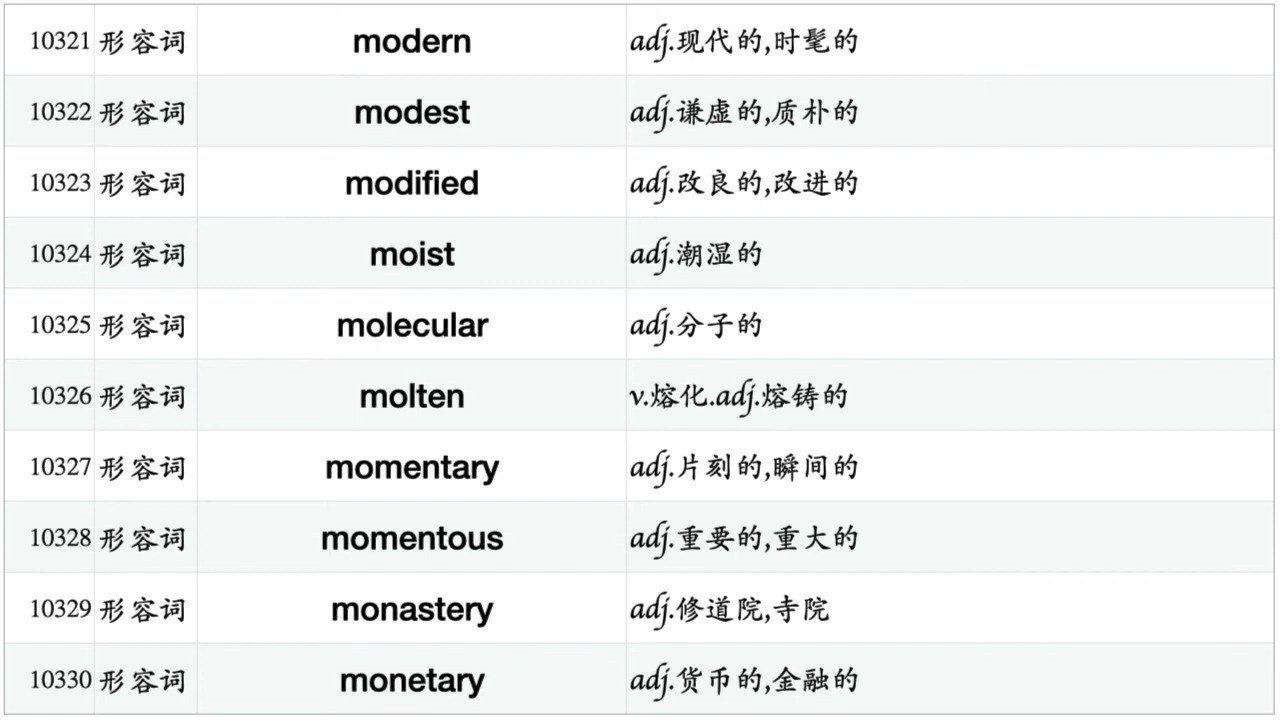 10321 形容词 modern adj.现代的,时髦的
10322 形容词 modest adj.谦虚的,质朴的
10323 形容词 modified adj.改良的,改进的
10324 形容词 moist adj.潮湿的
10325 形容词 molecular adj.分子的
10326 形容词 molten v.熔化.adj.熔铸的
10327 形容词 momentary adj.片刻的,瞬间的
10328 形容词 momentous adj.重要的,重大的
10329 形容词 monastery adj.修道院,寺院
10330 形容词 monetary adj.货币的,金融的